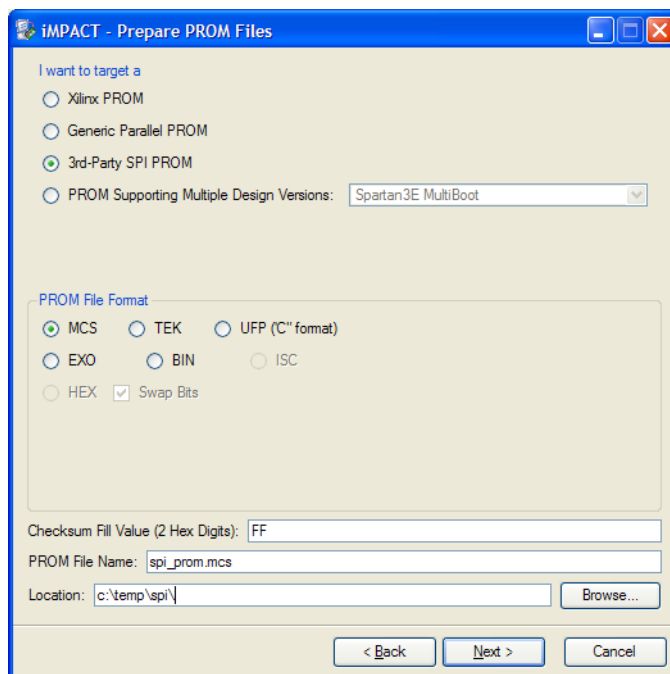 iMPACT - Prepare PROM Files
I want to target a
Xilinx PROM
Generic Parallel PROM
3rd-Party SPI PROM
PROM Supporting Multiple Design Versions: Spartan3E MultiBoot
PROM File Format
MCS TEK UFP ("C" format)
EXO BIN ISC
HEX Swap Bits
Checksum Fill Value (2 Hex Digits): FF
PROM File Name: spi_prom.mcs
Location: c:\temp\spi\ Browse...
< Back Next > Cancel